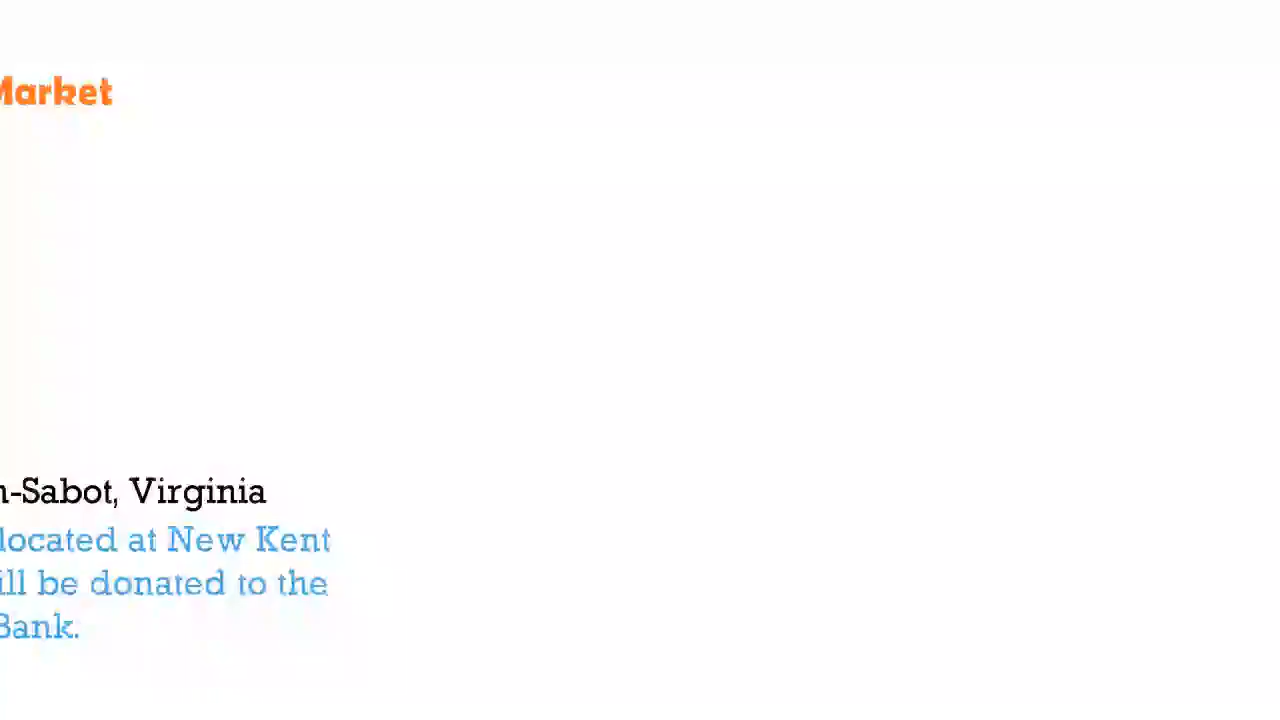 Market
n-Sabot, Virginia
located at New Kent
ill be donated to the
Bank.